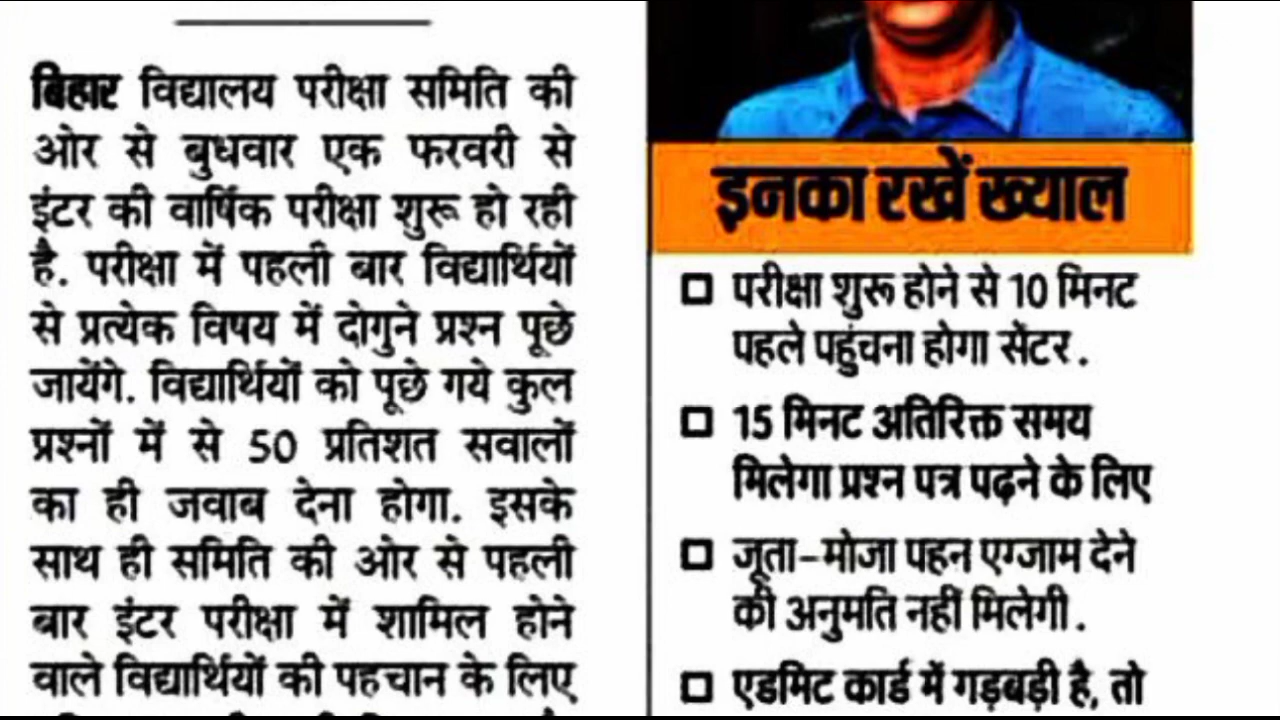 बिहार विद्यालय परीक्षा समिति की
ओर से बुधवार एक फरवरी से
इंटर की वार्षिक परीक्षा शुरू हो रही
है. परीक्षा में पहली बार विद्यार्थियों
से प्रत्येक विषय में दोगुने प्रश्न पूछे
जायेंगे. विद्यार्थियों को पूछे गये कुल
प्रश्नों में से 50 प्रतिशत सवालों
का ही जवाब देना होगा. इसके
साथ ही समिति की ओर से पहली
बार इंटर परीक्षा में शामिल होने
वाले विद्यार्थियों की पहचान के लिए
इनका रखें ख्याल
परीक्षा शुरू होने से 10 मिनट
पहले पहुंचना होगा सेंटर.
15 मिनट अतिरिक्त समय
मिलेगा प्रश्न पत्र पढ़ने के लिए
जूता-मोजा पहन एग्जाम देने
की अनुमति नहीं मिलेगी.
एडमिट कार्ड में गड़बड़ी है, तो